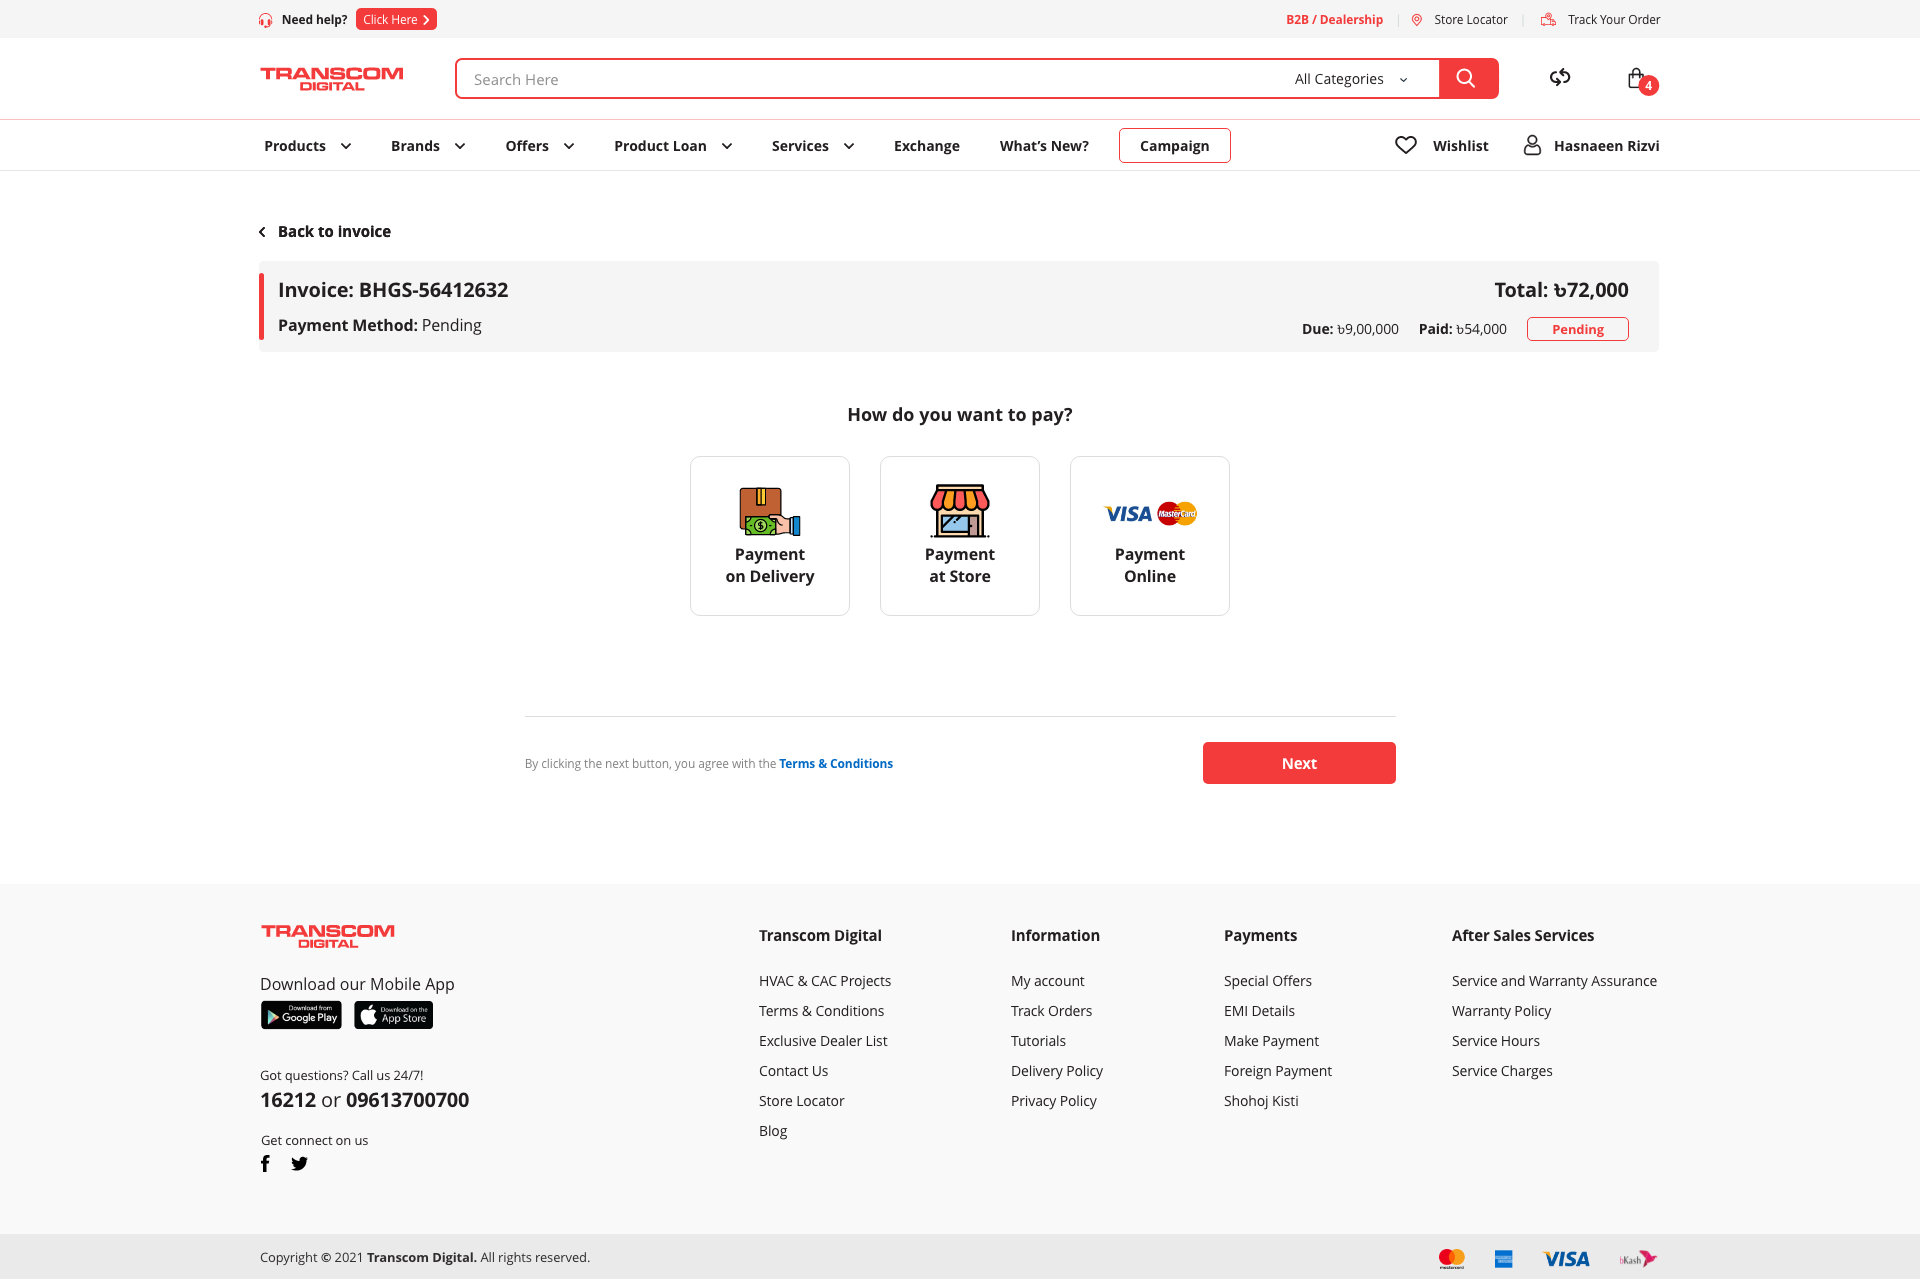 Need help? Click Here
B2B / Dealership Store Locator Track Your Order
TRANSCOM
DIGITAL
Search Here
All Categories
4
Products Brands Offers Product Loan Services Exchange What’s New? Campaign Wishlist Hasnaeen Rizvi
Back to invoice
Invoice: BHGS-56412632
Payment Method: Pending
Total: ৳72,000
Due: ৳9,00,000 Paid: ৳54,000 Pending
How do you want to pay?
Payment
on Delivery
Payment
at Store
VISA MasterCard
Payment
Online
By clicking the next button, you agree with the Terms & Conditions
Next
TRANSCOM
DIGITAL
Download our Mobile App
Download from
Google Play
Download on the
App Store
Got questions? Call us 24/7!
16212 or 09613700700
Get connect on us
Transcom Digital
HVAC & CAC Projects
Terms & Conditions
Exclusive Dealer List
Contact Us
Store Locator
Blog
Information
My account
Track Orders
Tutorials
Delivery Policy
Privacy Policy
Payments
Special Offers
EMI Details
Make Payment
Foreign Payment
Shohoj Kisti
After Sales Services
Service and Warranty Assurance
Warranty Policy
Service Hours
Service Charges
Copyright © 2021 Transcom Digital. All rights reserved.
mastercard
VISA
bKash